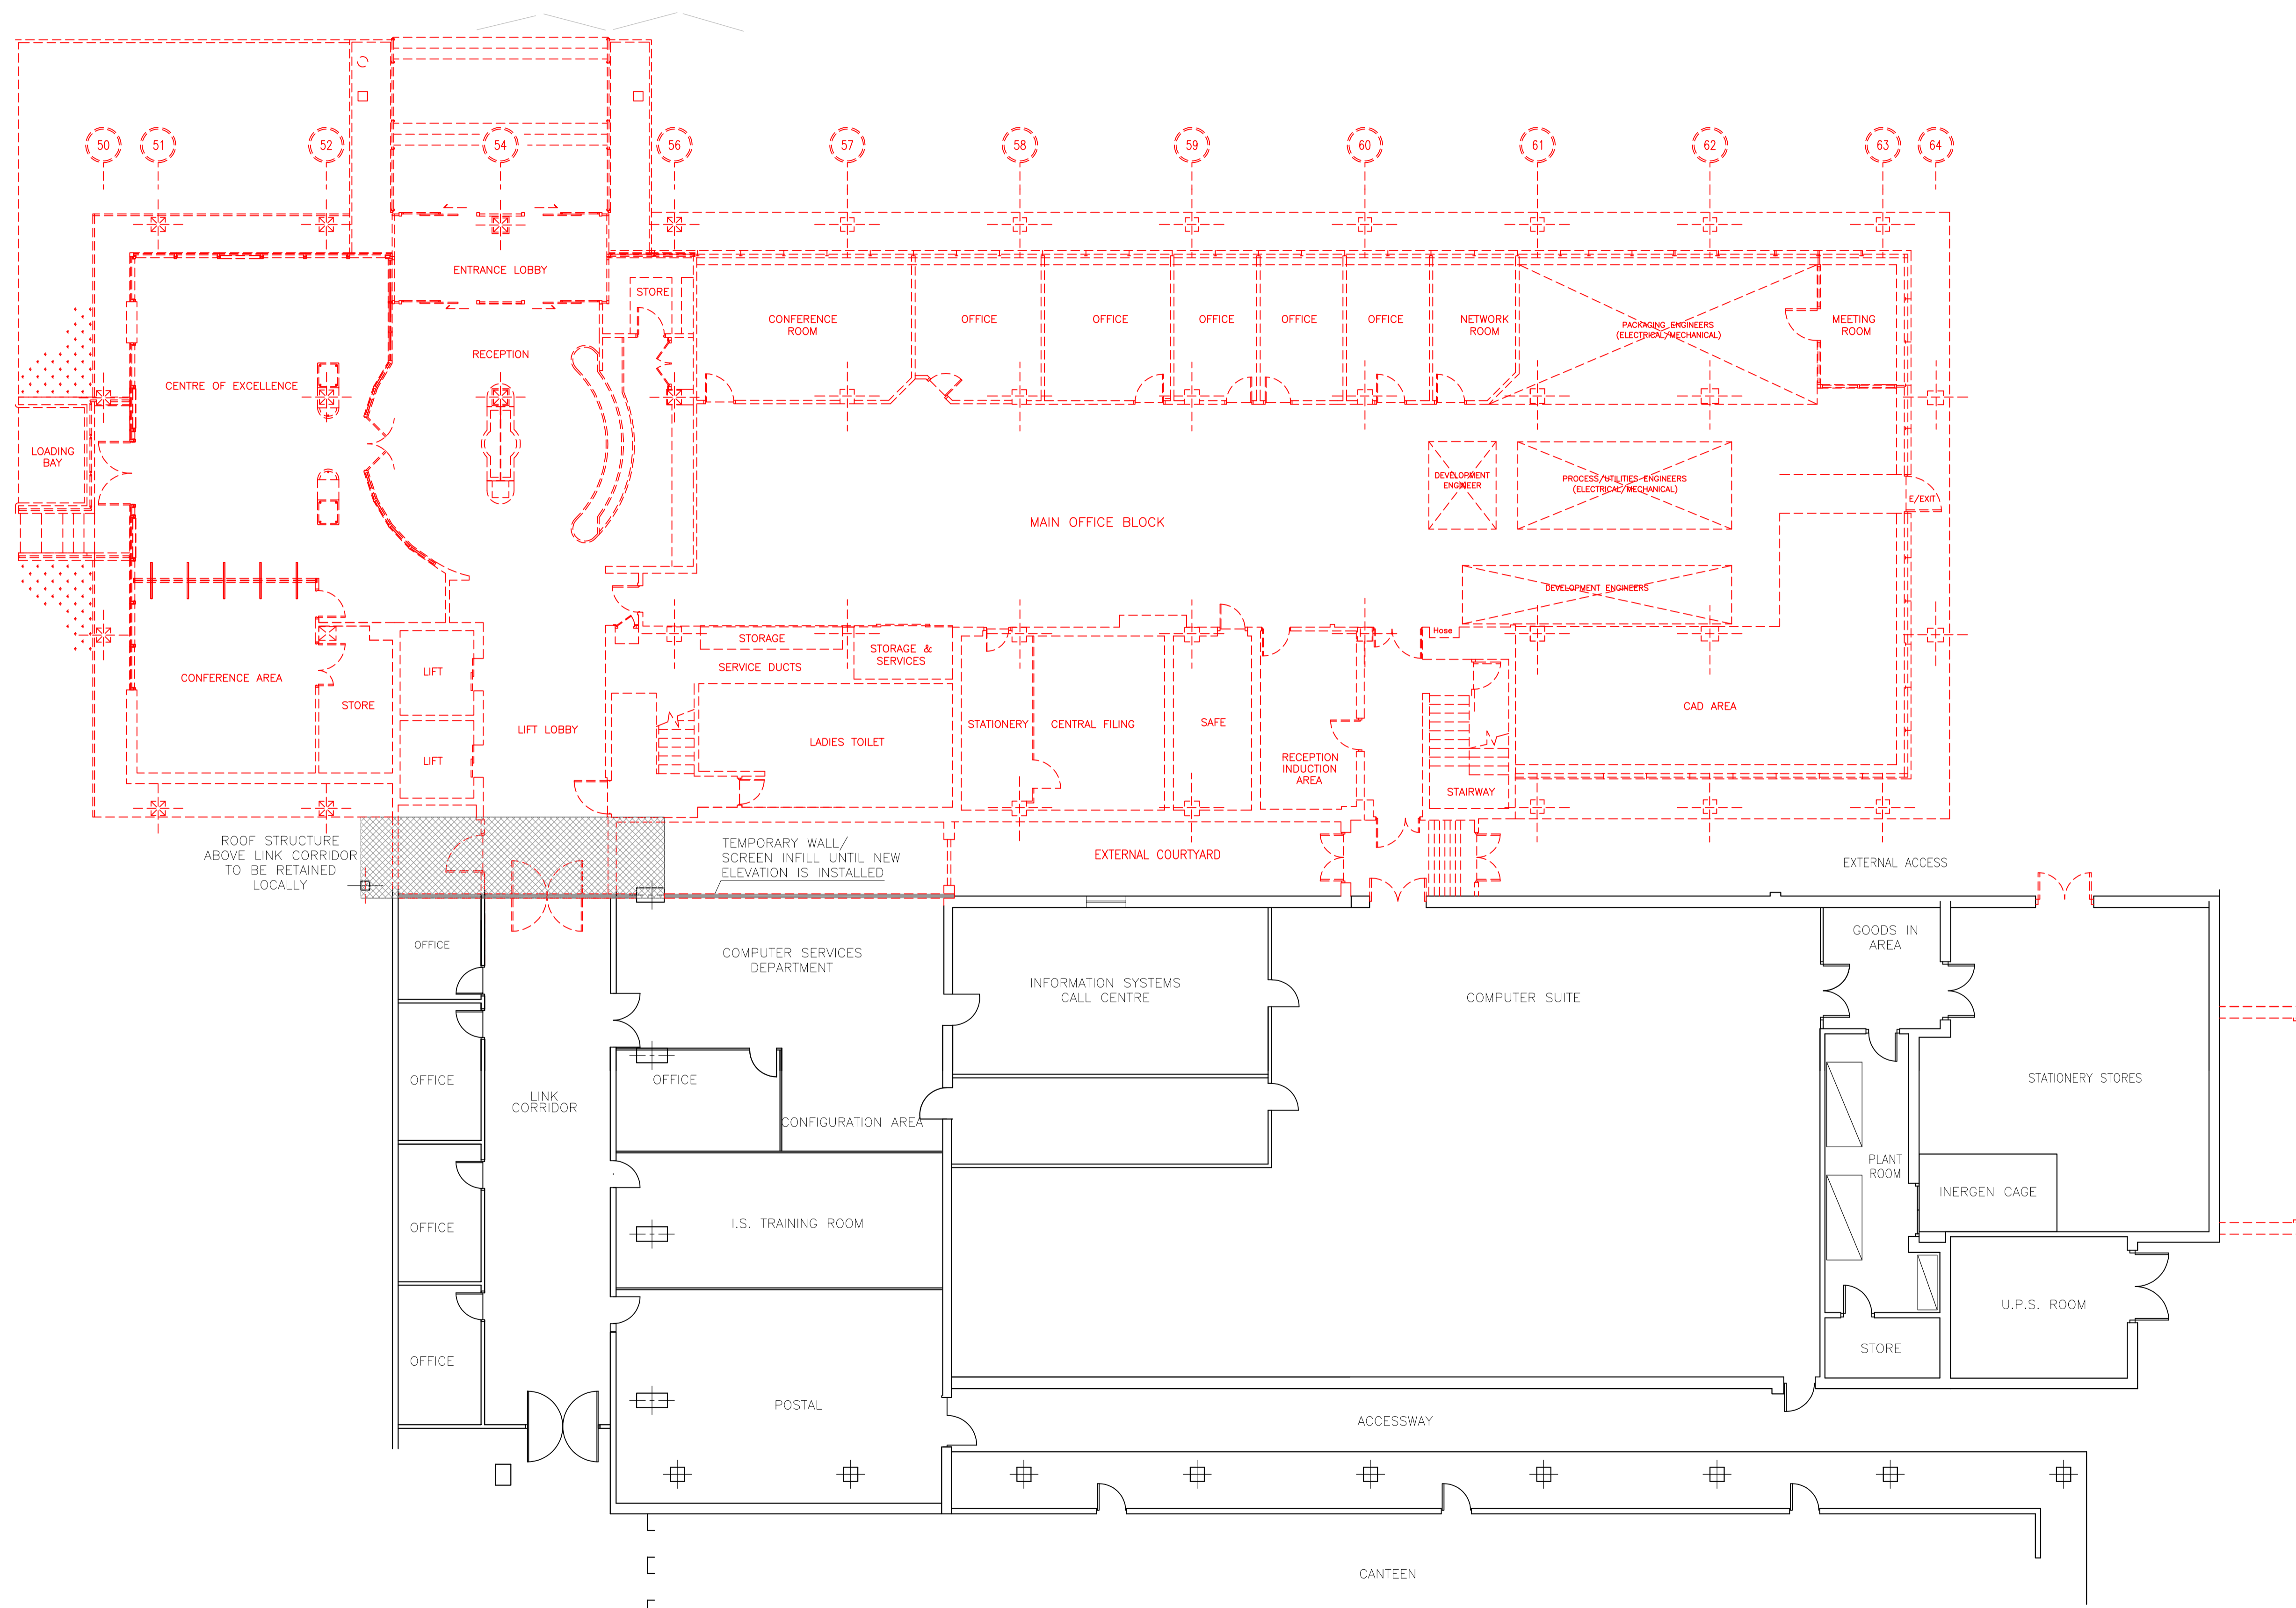 50 51 52 54 56 57 58 59 60 61 62 63 64
ENTRANCE LOBBY
STORE
CONFERENCE
ROOM
OFFICE
OFFICE
OFFICE
OFFICE
OFFICE
NETWORK
ROOM
PACKAGING ENGINEERS
(ELECTRICAL/MECHANICAL)
MEETING
ROOM
RECEPTION
CENTRE OF EXCELLENCE
LOADING
BAY
DEVELOPMENT
ENGINEER
PROCESS/UTILITIES ENGINEERS
(ELECTRICAL/MECHANICAL)
E/EXIT
MAIN OFFICE BLOCK
DEVELOPMENT ENGINEERS
Hose
STORAGE
STORAGE &
SERVICES
SERVICE DUCTS
CONFERENCE AREA
LIFT
STORE
LIFT LOBBY
LIFT
LADIES TOILET
STATIONERY
CENTRAL FILING
SAFE
RECEPTION
INDUCTION
AREA
STAIRWAY
CAD AREA
ROOF STRUCTURE
ABOVE LINK CORRIDOR
TO BE RETAINED
LOCALLY
TEMPORARY WALL/
SCREEN INFILL UNTIL NEW
ELEVATION IS INSTALLED
EXTERNAL COURTYARD
EXTERNAL ACCESS
OFFICE
COMPUTER SERVICES
DEPARTMENT
INFORMATION SYSTEMS
CALL CENTRE
COMPUTER SUITE
GOODS IN
AREA
OFFICE
OFFICE
STATIONERY STORES
LINK
CORRIDOR
CONFIGURATION AREA
PLANT
ROOM
INERGEN CAGE
OFFICE
I.S. TRAINING ROOM
U.P.S. ROOM
OFFICE
STORE
POSTAL
ACCESSWAY
CANTEEN